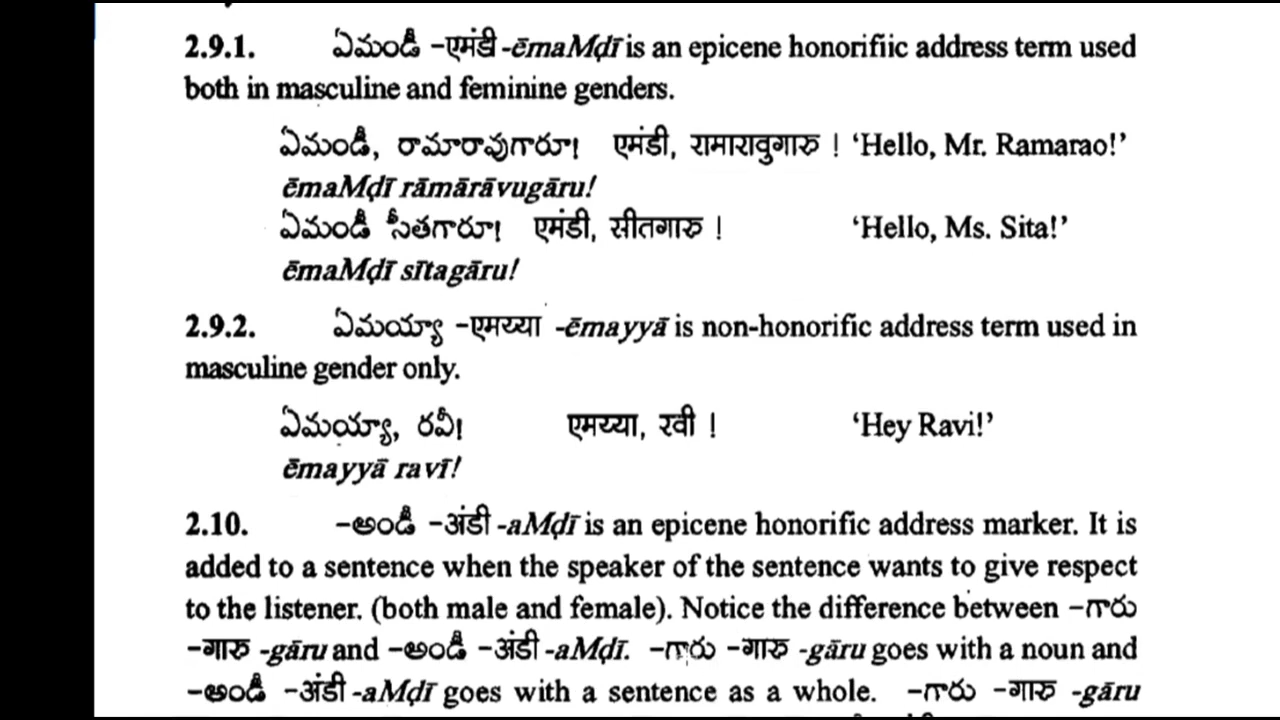 2.9.1. ఏమండీ -एमंडी -ēmaMḍī is an epicene honorifiic address term used
both in masculine and feminine genders.
ఏమండీ, రామారావుగారూ! एमंडी, रामारावुगारु ! ‘Hello, Mr. Ramarao!’
ēmaMḍī rāmārāvugāru!
ఏమండీ సీతగారూ! एमंडी, सीतगारु ! ‘Hello, Ms. Sita!’
ēmaMḍī sītagāru!
2.9.2. ఏమయ్యా -एमय्या -ēmayyā is non-honorific address term used in
masculine gender only.
ఏమయ్యా, రవీ! एमय्या, रवी ! ‘Hey Ravi!’
ēmayyā ravī!
2.10. -అండీ -अंडी -aMḍī is an epicene honorific address marker. It is
added to a sentence when the speaker of the sentence wants to give respect
to the listener. (both male and female). Notice the difference between -గారు
-गारु -gāru and -అండీ -अंडी -aMḍī. -గారు -गारु -gāru goes with a noun and
-అండీ -अंडी -aMḍī goes with a sentence as a whole. -గారు -गारु -gāru